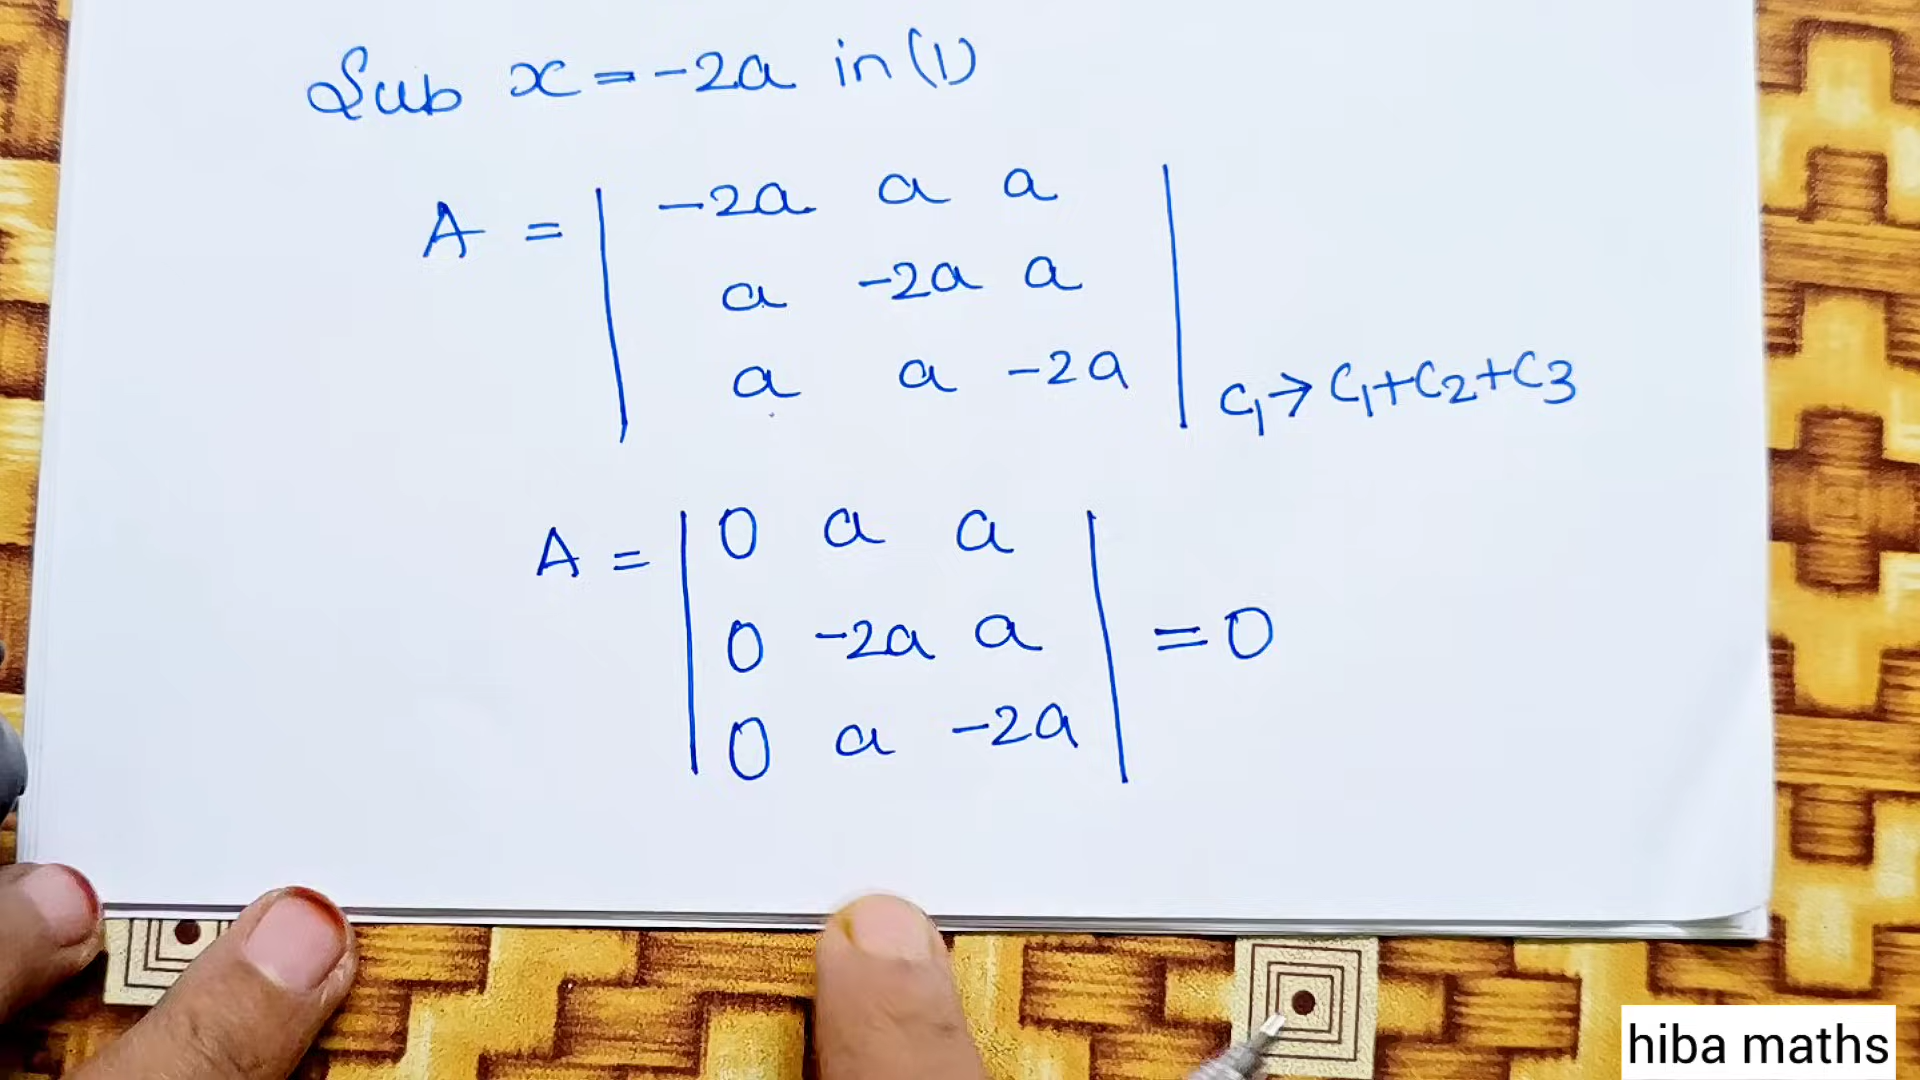 Sub x = -2a in (1)
A = | -2a a a |
| a -2a a |
| a a -2a | C1 → C1+C2+C3
A = | 0 a a |
| 0 -2a a | = 0
| 0 a -2a |
hiba maths